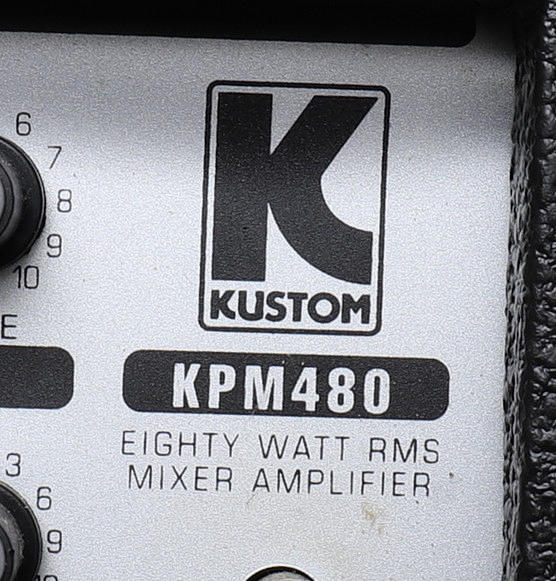 6
7
8
9
10
E
K
KUSTOM
KPM480
EIGHTY WATT RMS
MIXER AMPLIFIER
3
6
9